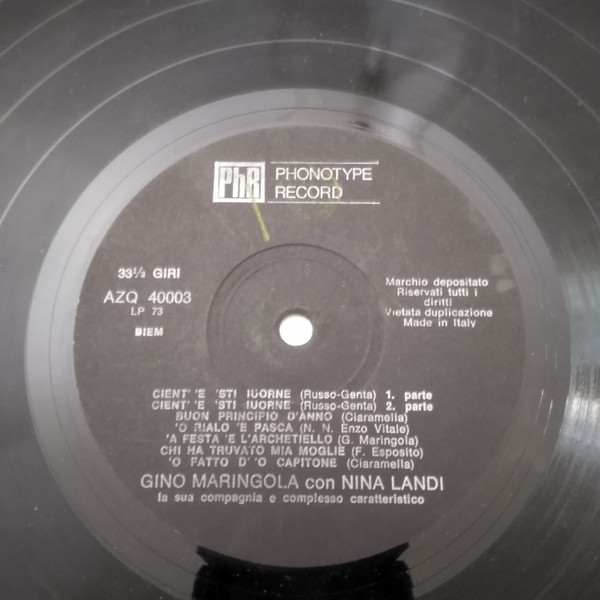 PhR PHONOTYPE
RECORD
33⅓ GIRI
AZQ 40003
LP 73
BIEM
Marchio depositato
Riservati tutti i
diritti
Vietata duplicazione
Made in Italy
CIENT' 'E 'STI IUORNE (Russo-Genta) 1. parte
CIENT' 'E 'STI IUORNE (Russo-Genta) 2. parte
BUON PRINCIPIO D'ANNO (Ciaramella)
'O RIALO 'E PASCA (N. N. Enzo Vitale)
'A FESTA 'E L'ARCHETIELLO (G. Maringola)
CHI HA TRUVATO MIA MOGLIE (F. Esposito)
'O FATTO D' 'O CAPITONE (Ciaramella)
GINO MARINGOLA con NINA LANDI
la sua compagnia e complesso caratteristico